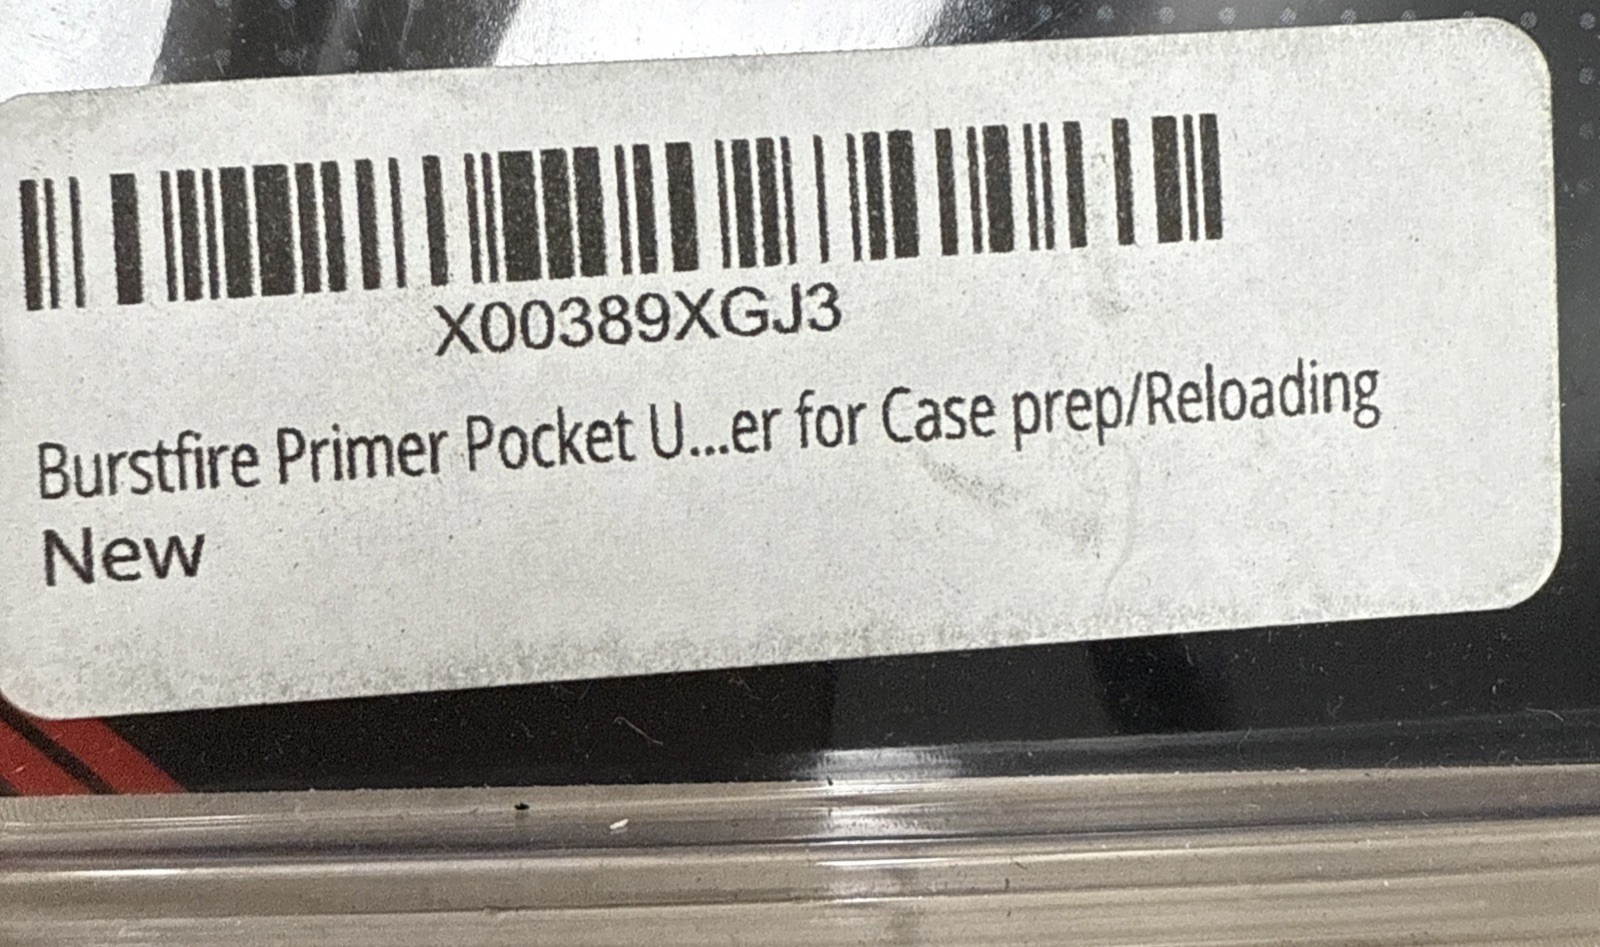 X00389XGJ3
Burstfire Primer Pocket U...er for Case prep/Reloading
New